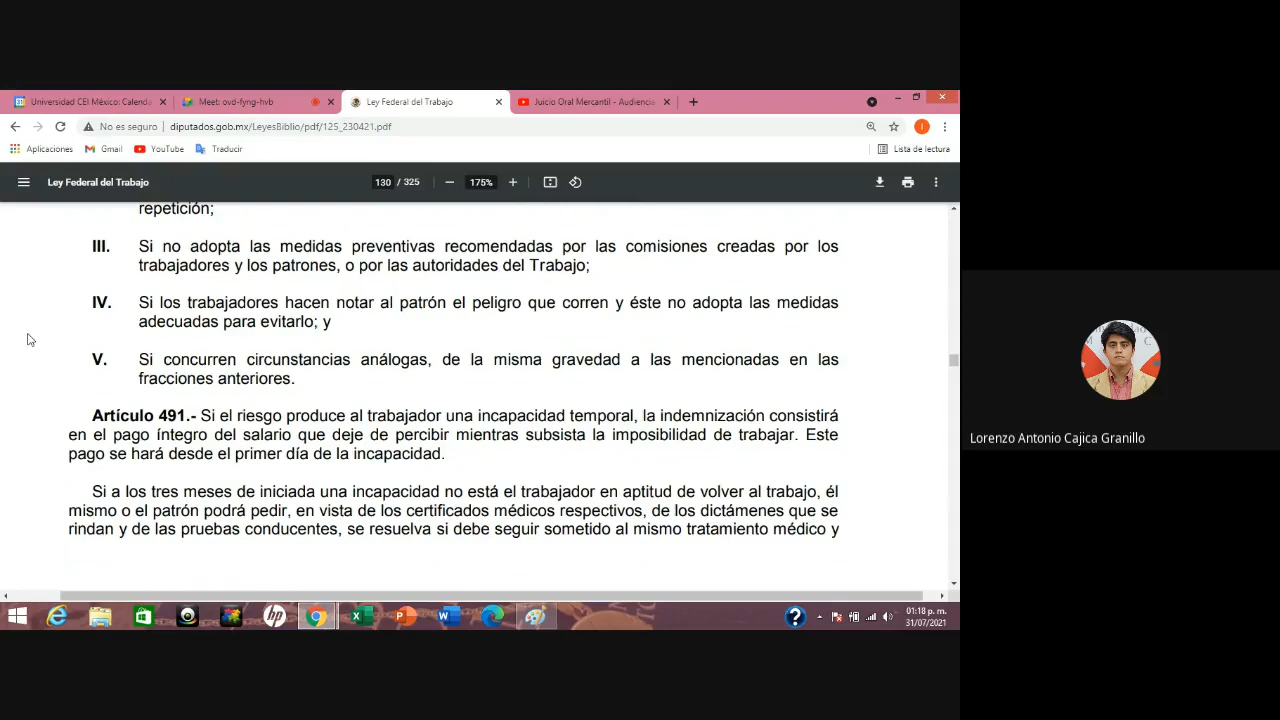 Universidad CEI México: Calenda
Meet: ovd-fyng-hvb
Ley Federal del Trabajo
Juicio Oral Mercantil - Audiencia
No es seguro
deputados.gob.mx/LeyesBiblio/pdf/125_230421.pdf
I
Aplicaciones
Gmail
YouTube
Traducir
Lista de lectura
Ley Federal del Trabajo
130 / 325
175%
repetición;
III. Si no adopta las medidas preventivas recomendadas por las comisiones creadas por los
trabajadores y los patrones, o por las autoridades del Trabajo;
IV. Si los trabajadores hacen notar al patrón el peligro que corren y éste no adopta las medidas
adecuadas para evitarlo; y
V. Si concurren circunstancias análogas, de la misma gravedad a las mencionadas en las
fracciones anteriores.
Artículo 491.- Si el riesgo produce al trabajador una incapacidad temporal, la indemnización consistirá
en el pago íntegro del salario que deje de percibir mientras subsista la imposibilidad de trabajar. Este
pago se hará desde el primer día de la incapacidad.
Si a los tres meses de iniciada una incapacidad no está el trabajador en aptitud de volver al trabajo, él
mismo o el patrón podrá pedir, en vista de los certificados médicos respectivos, de los dictámenes que se
rindan y de las pruebas conducentes, se resuelva si debe seguir sometido al mismo tratamiento médico y
01:18 p. m.
31/07/2021
Lorenzo Antonio Cajica Granillo